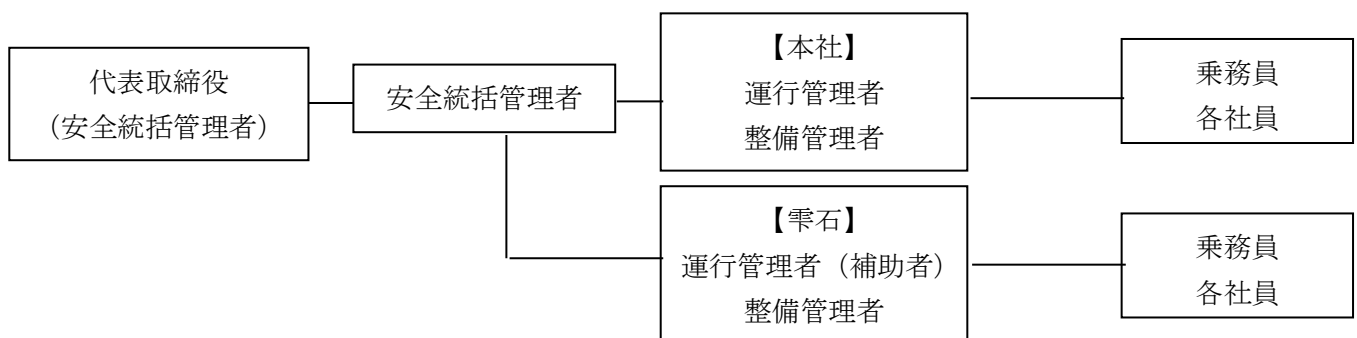 代表取締役
（安全統括管理者）
安全統括管理者
【本社】
運行管理者
整備管理者
乗務員
各社員
【雫石】
運行管理者（補助者）
整備管理者
乗務員
各社員